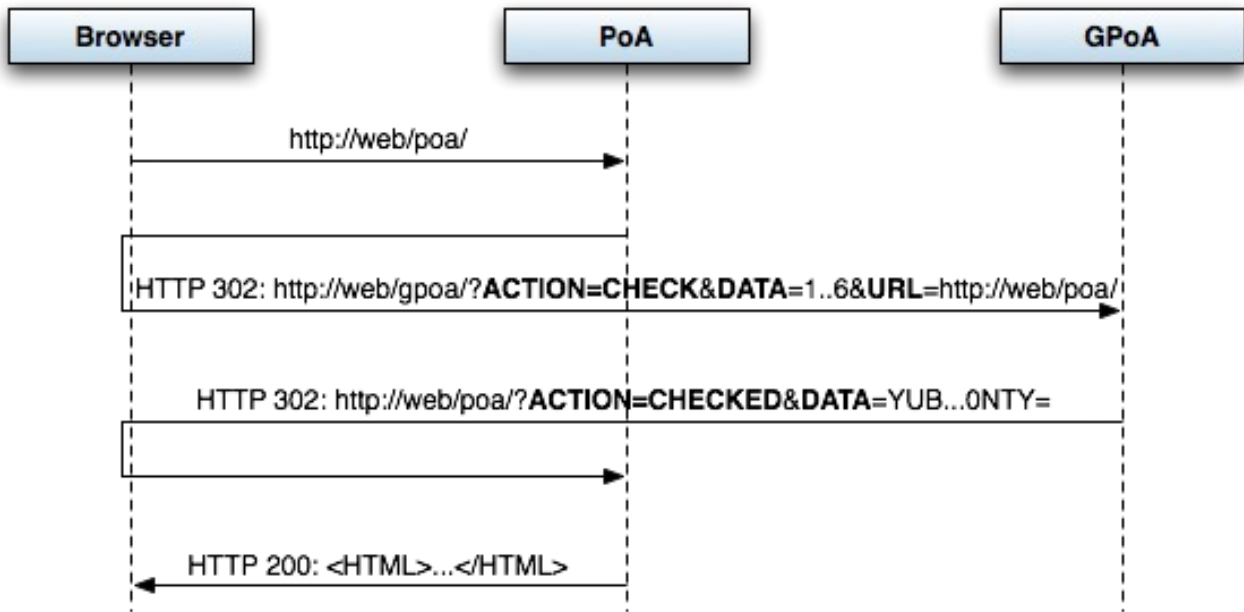 Browser
PoA
GPoA
http://web/poa/
HTTP 302: http://web/gpoa/?ACTION=CHECK&DATA=1..6&URL=http://web/poa/
HTTP 302: http://web/poa/?ACTION=CHECKED&DATA=YUB...0NTY=
HTTP 200: <HTML>...</HTML>